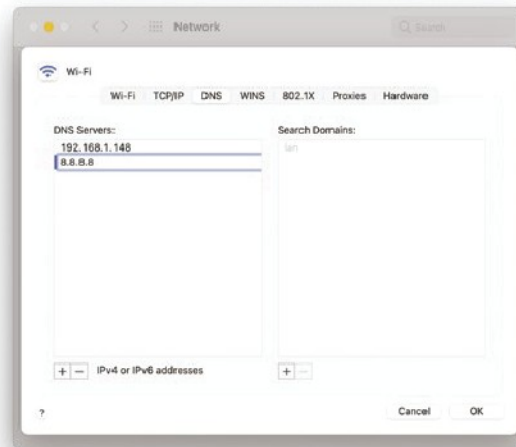 Network
Search
Wi-Fi
Wi-Fi TCP/IP DNS WINS 802.1X Proxies Hardware
DNS Servers:
192.168.1.148
8.8.8.8
Search Domains:
lan
+ − IPv4 or IPv6 addresses
+ −
?
Cancel
OK